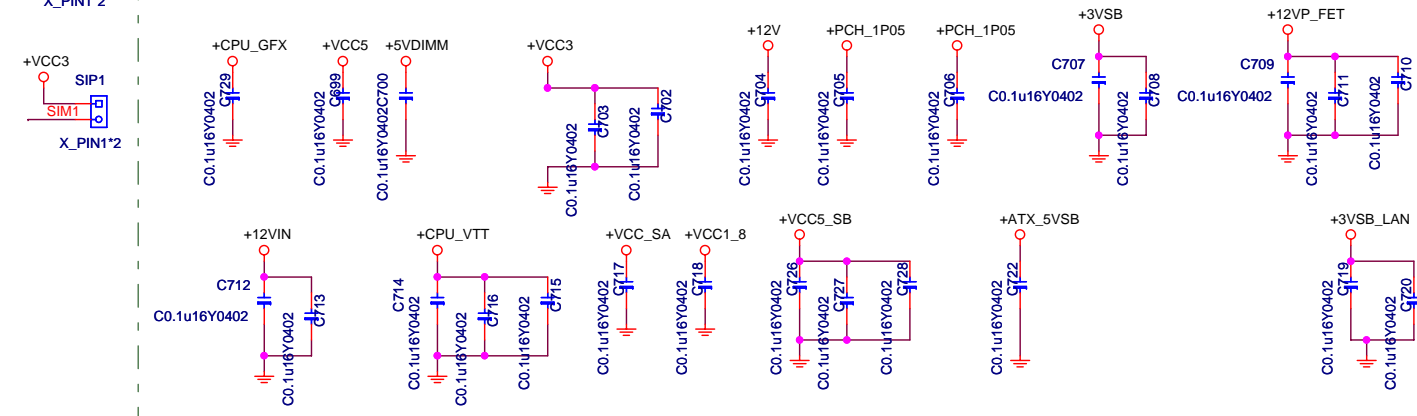 X_PIN1*2
+VCC3
SIP1
SIM1
X_PIN1*2
+CPU_GFX
C729
C0.1u16Y0402
+VCC5
C699
C0.1u16Y0402
+5VDIMM
C700
C0.1u16Y0402
+VCC3
C703
C0.1u16Y0402
C702
C0.1u16Y0402
+12V
C704
C0.1u16Y0402
+PCH_1P05
C705
C0.1u16Y0402
+PCH_1P05
C706
C0.1u16Y0402
+3VSB
C707
C0.1u16Y0402
C708
C0.1u16Y0402
+12VP_FET
C709
C0.1u16Y0402
C711
C0.1u16Y0402
C710
C0.1u16Y0402
+12VIN
C712
C0.1u16Y0402
C713
C0.1u16Y0402
+CPU_VTT
C714
C0.1u16Y0402
C716
C0.1u16Y0402
C715
C0.1u16Y0402
+VCC_SA
C717
C0.1u16Y0402
+VCC1_8
C718
C0.1u16Y0402
+VCC5_SB
C726
C0.1u16Y0402
C727
C0.1u16Y0402
C728
C0.1u16Y0402
+ATX_5VSB
C722
C0.1u16Y0402
+3VSB_LAN
C719
C0.1u16Y0402
C720
C0.1u16Y0402